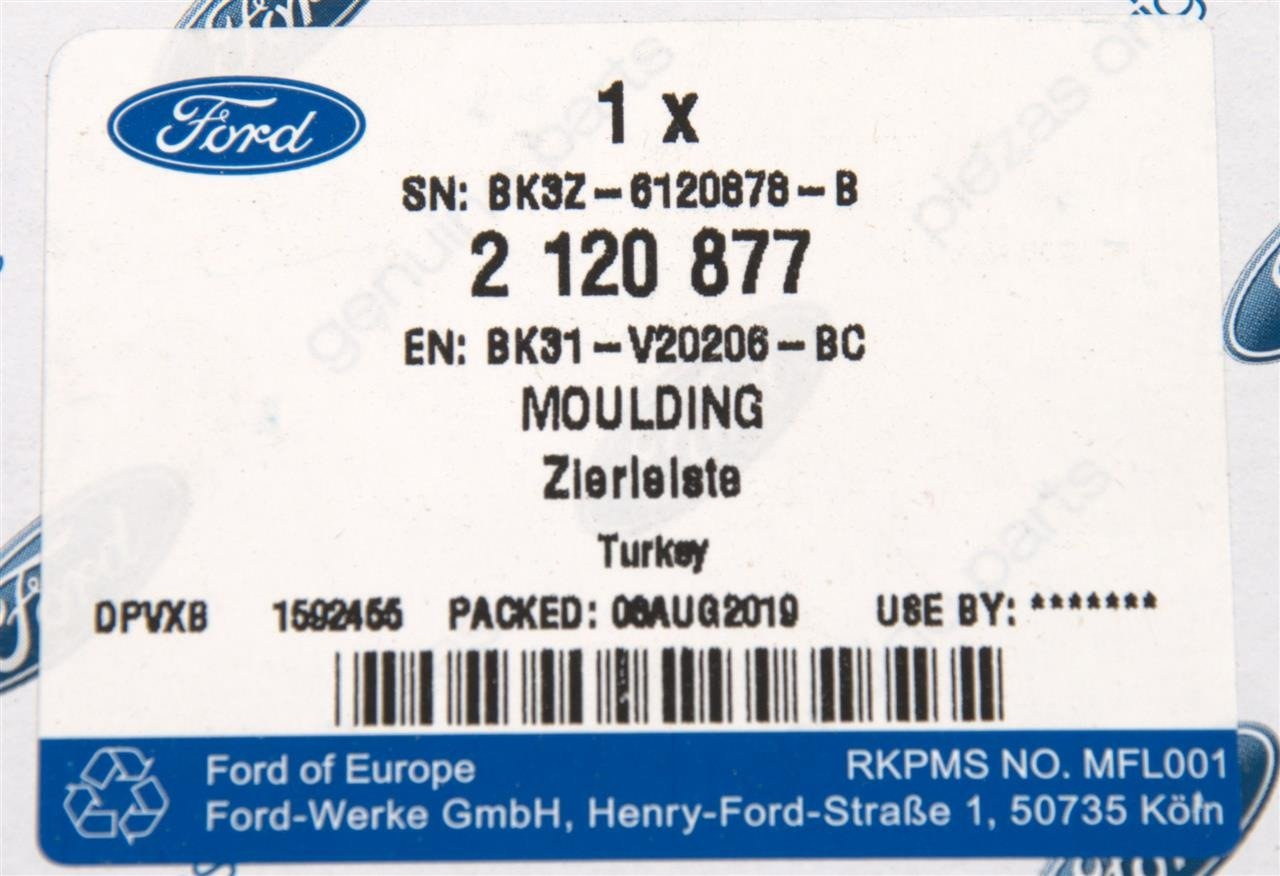 Ford
1 x
SN: BK3Z-6120878-B
2 120 877
EN: BK31-V20206-BC
MOULDING
Zierleiste
Turkey
DPVXB 1592455 PACKED: 06AUG2019 USE BY: *******
Ford of Europe RKPMS NO. MFL001
Ford-Werke GmbH, Henry-Ford-Straße 1, 50735 Köln